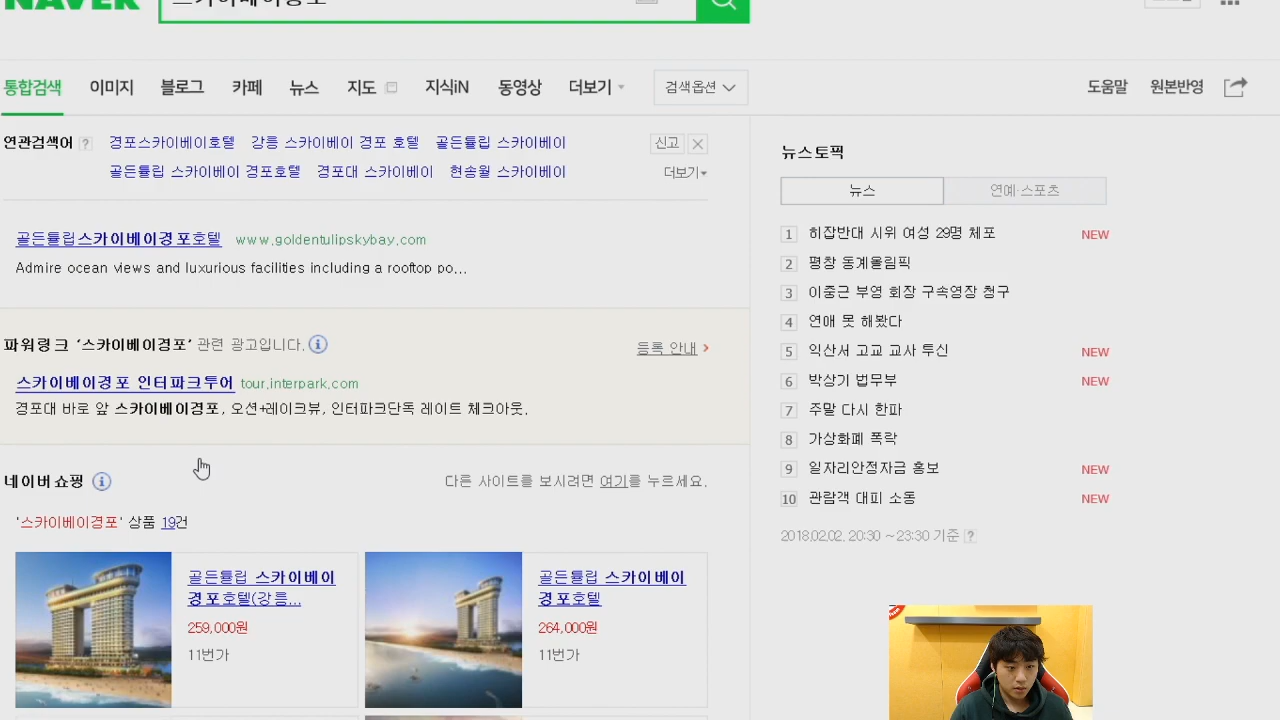 NAVER
스카이베이경포
통합검색 이미지 블로그 카페 뉴스 지도 지식iN 동영상 더보기 검색옵션 도움말 원본반영
연관검색어 ? 경포스카이베이호텔 강릉 스카이베이 경포 호텔 골든튤립 스카이베이 신고
골든튤립 스카이베이 경포호텔 경포대 스카이베이 현송월 스카이베이 더보기
골든튤립스카이베이경포호텔 www.goldentulipskybay.com
Admire ocean views and luxurious facilities including a rooftop po...
파워링크 '스카이베이경포' 관련 광고입니다. 등록 안내
스카이베이경포 인터파크투어 tour.interpark.com
경포대 바로 앞 스카이베이경포, 오션+레이크뷰, 인터파크단독 레이트 체크아웃.
네이버쇼핑 다른 사이트를 보시려면 여기를 누르세요.
'스카이베이경포' 상품 19건
골든튤립 스카이베이
경포호텔(강릉...
259,000원
11번가
골든튤립 스카이베이
경포호텔
264,000원
11번가
뉴스토픽
뉴스 연예·스포츠
1 히잡반대 시위 여성 29명 체포 NEW
2 평창 동계올림픽
3 이중근 부영 회장 구속영장 청구
4 연애 못 해봤다
5 익산서 고교 교사 투신 NEW
6 박상기 법무부 NEW
7 주말 다시 한파
8 가상화폐 폭락
9 일자리안정자금 홍보 NEW
10 관람객 대피 소동 NEW
2018.02.02. 20:30 ~23:30 기준 ?